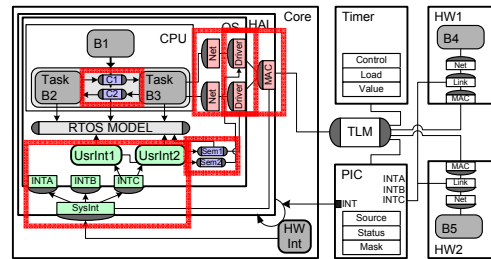 Core
HAL
OS
CPU
B1
Task
B2
C1
C2
Task
B3
Net
Net
Driver
Driver
MAC
RTOS MODEL
UsrInt1
UsrInt2
Sem1
Sem2
INTA
INTB
INTC
SysInt
HW
Int
Timer
Control
Load
Value
TLM
PIC
INTA
INTB
INTC
INT
Source
Status
Mask
HW1
B4
Net
Link
MAC
MAC
Link
Net
B5
HW2